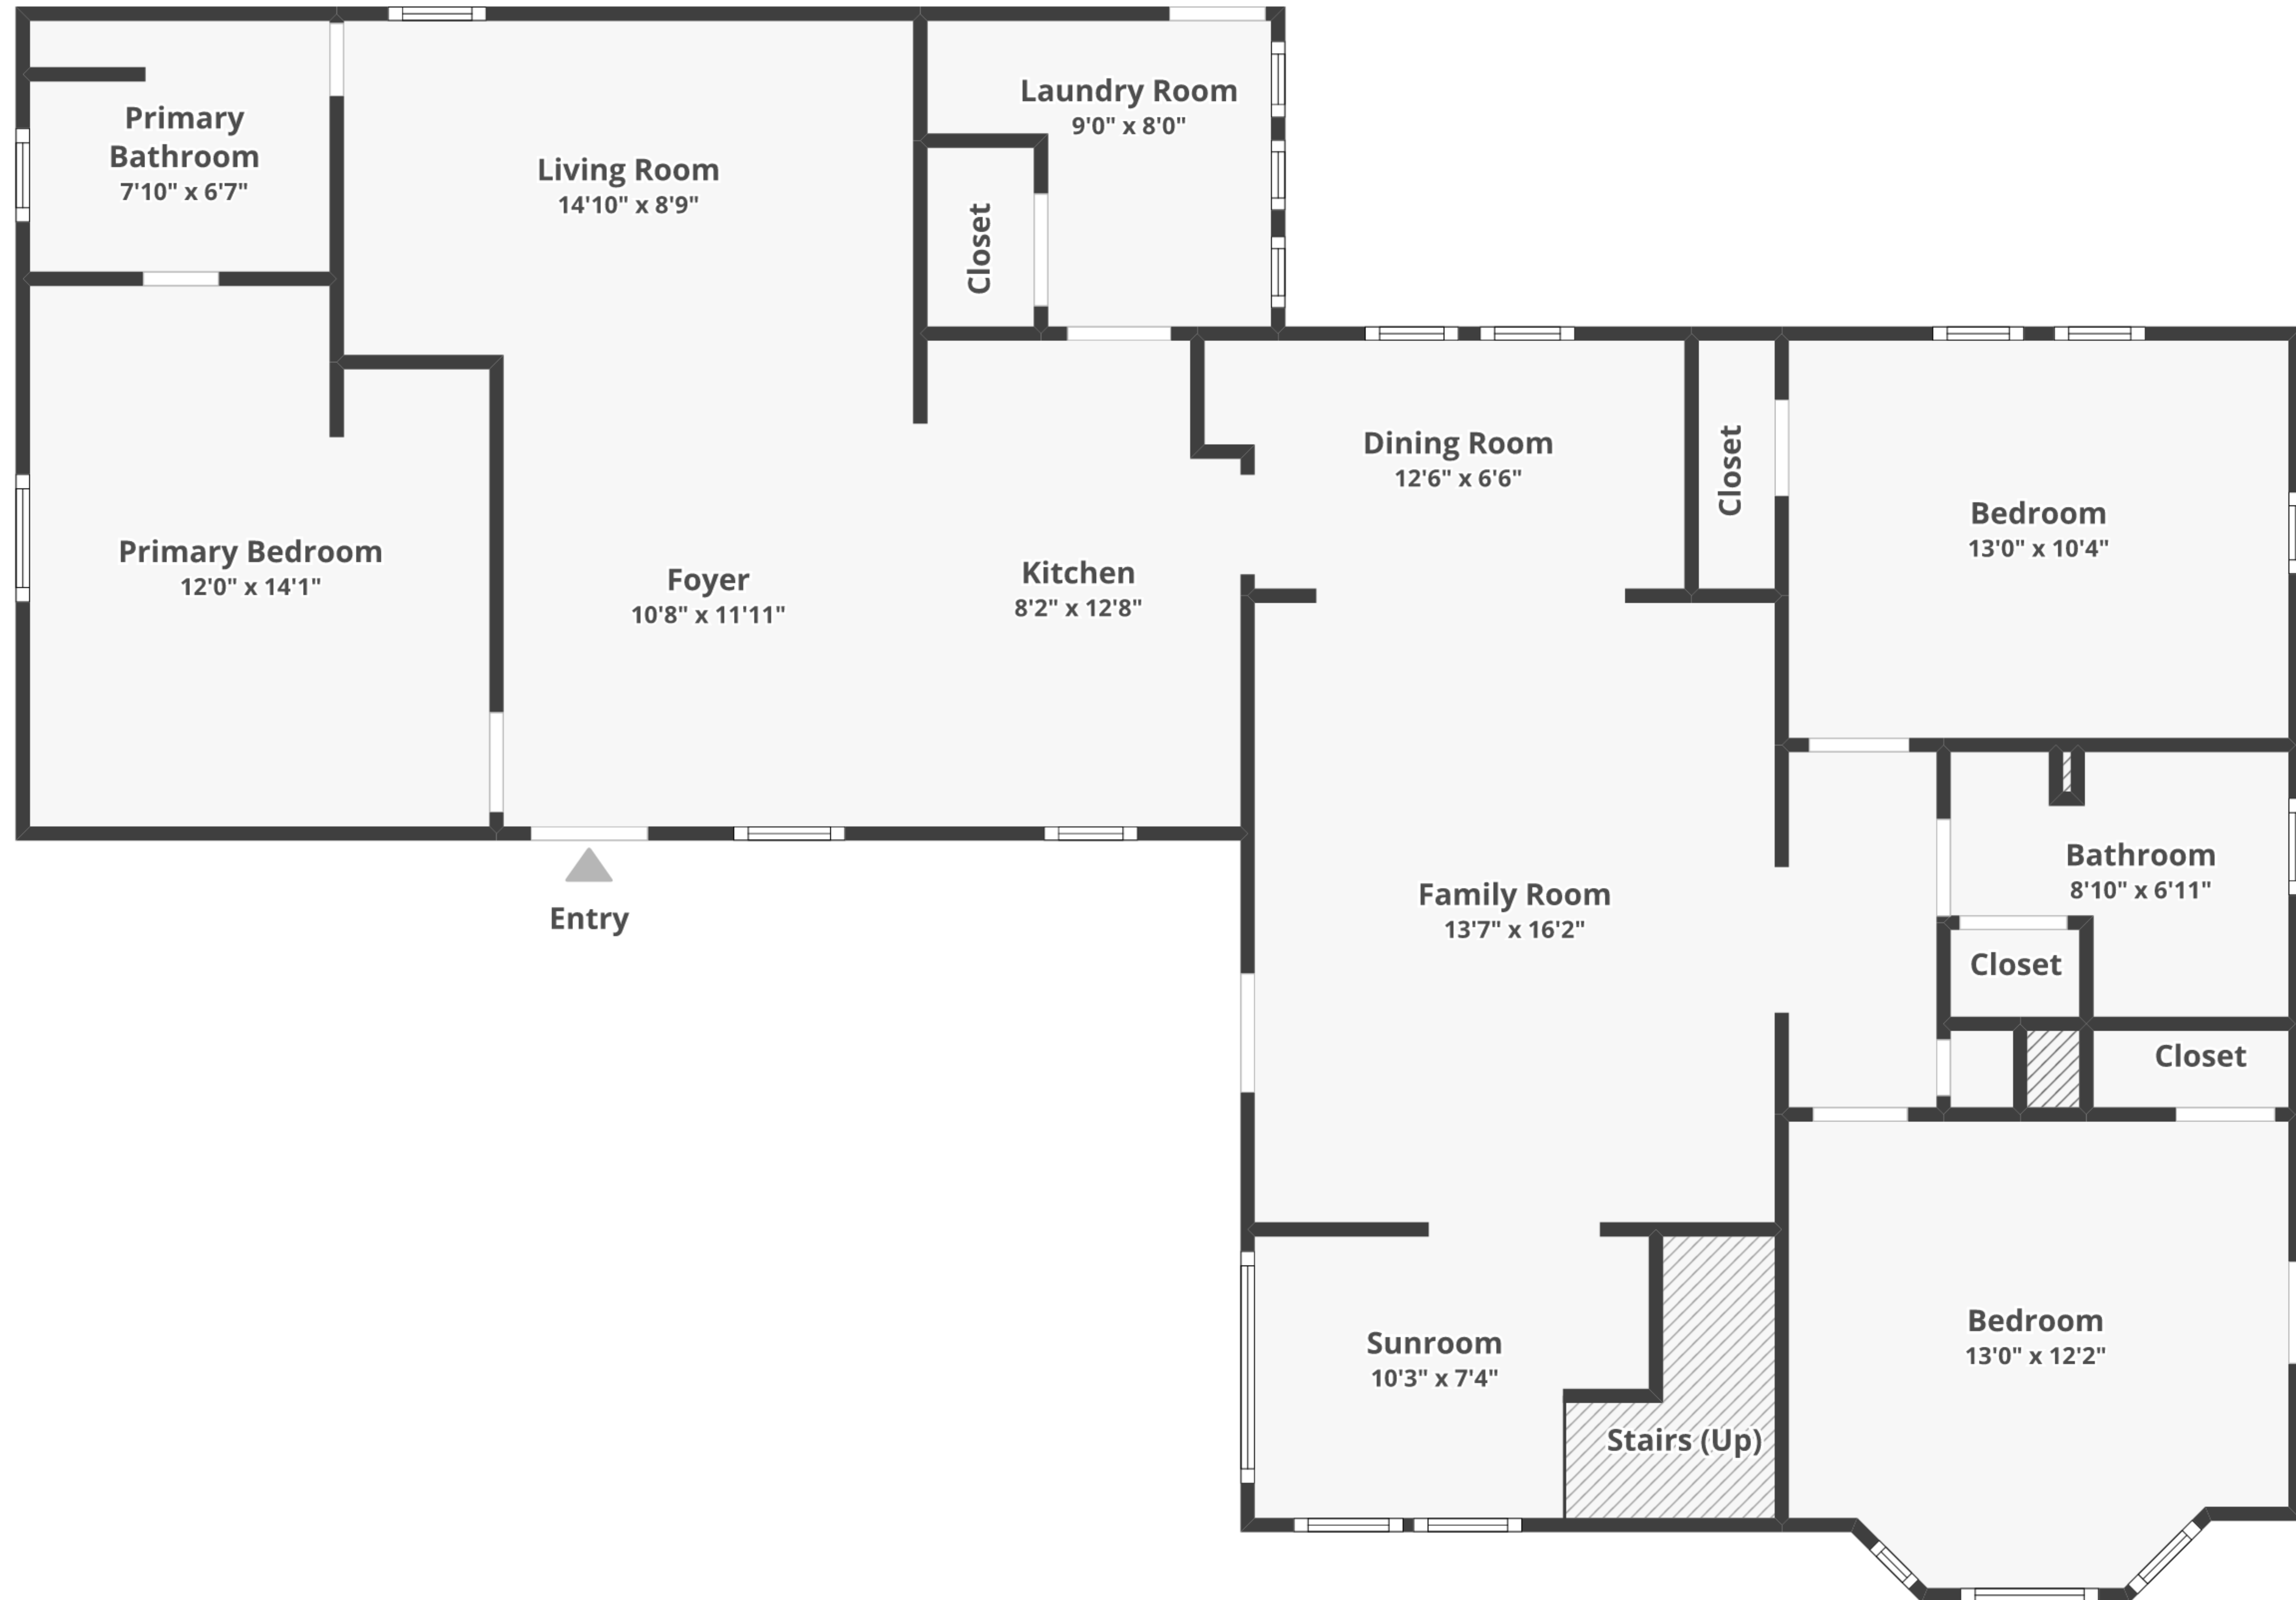 Primary
Bathroom
7'10" x 6'7"
Living Room
14'10" x 8'9"
Laundry Room
9'0" x 8'0"
Closet
Primary Bedroom
12'0" x 14'1"
Foyer
10'8" x 11'11"
Kitchen
8'2" x 12'8"
Dining Room
12'6" x 6'6"
Closet
Bedroom
13'0" x 10'4"
Entry
Family Room
13'7" x 16'2"
Bathroom
8'10" x 6'11"
Closet
Closet
Sunroom
10'3" x 7'4"
Stairs (Up)
Bedroom
13'0" x 12'2"